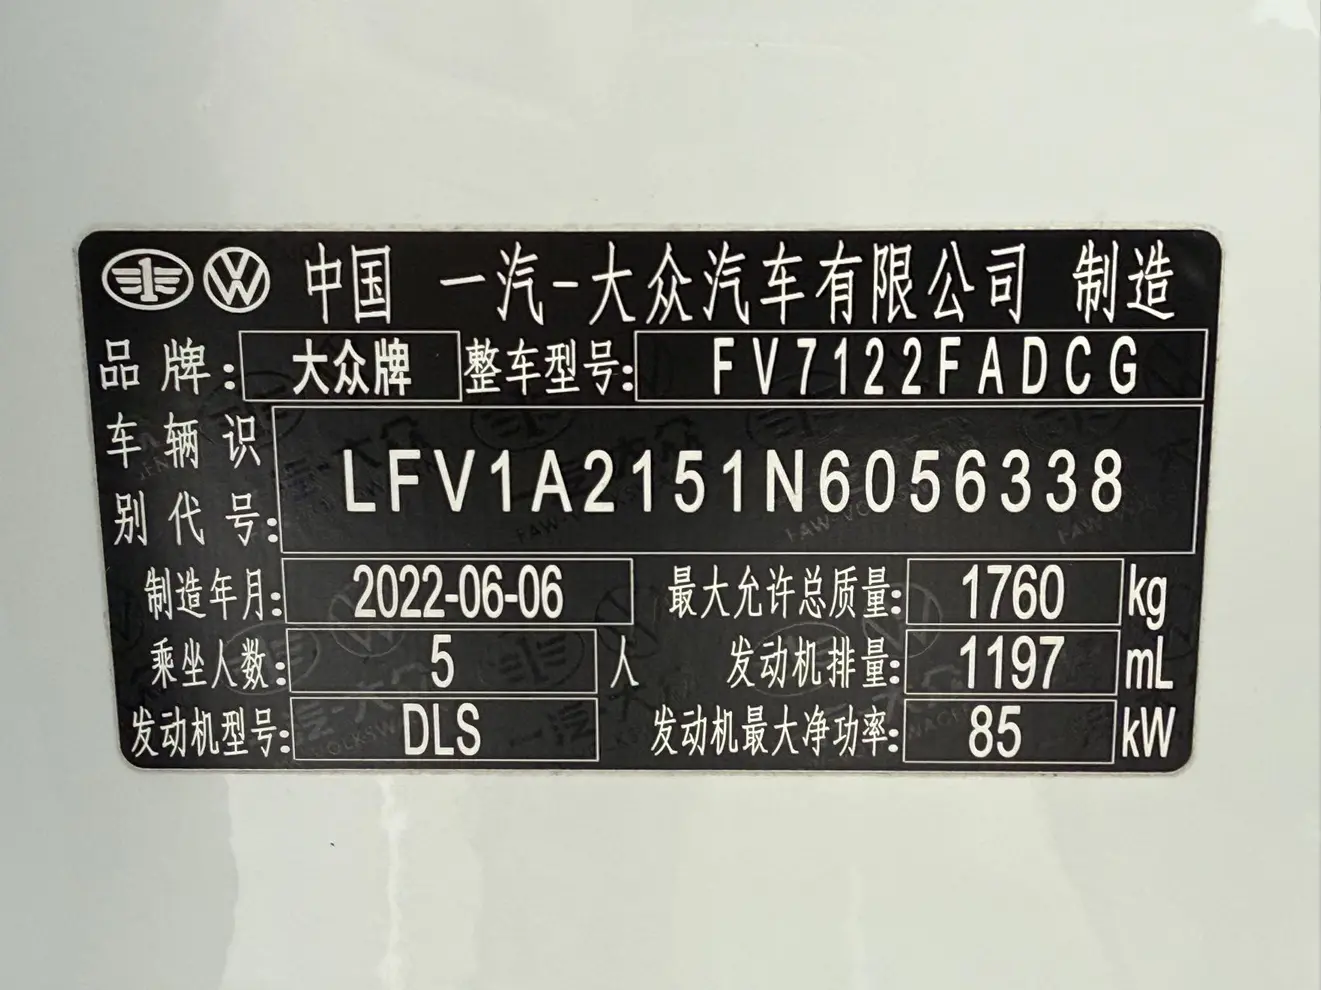 中国 一汽-大众汽车有限公司 制造
品牌: 大众牌 整车型号: FV7122FADCG
车辆识别代号: LFV1A2151N6056338
制造年月: 2022-06-06 最大允许总质量: 1760 kg
乘坐人数: 5 人 发动机排量: 1197 mL
发动机型号: DLS 发动机最大净功率: 85 kW